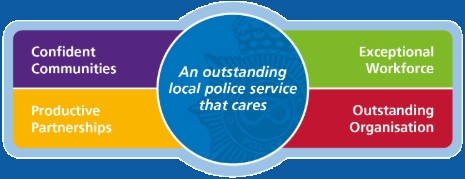 Confident
Communities
Productive
Partnerships
An outstanding
local police service
that cares
Exceptional
Workforce
Outstanding
Organisation